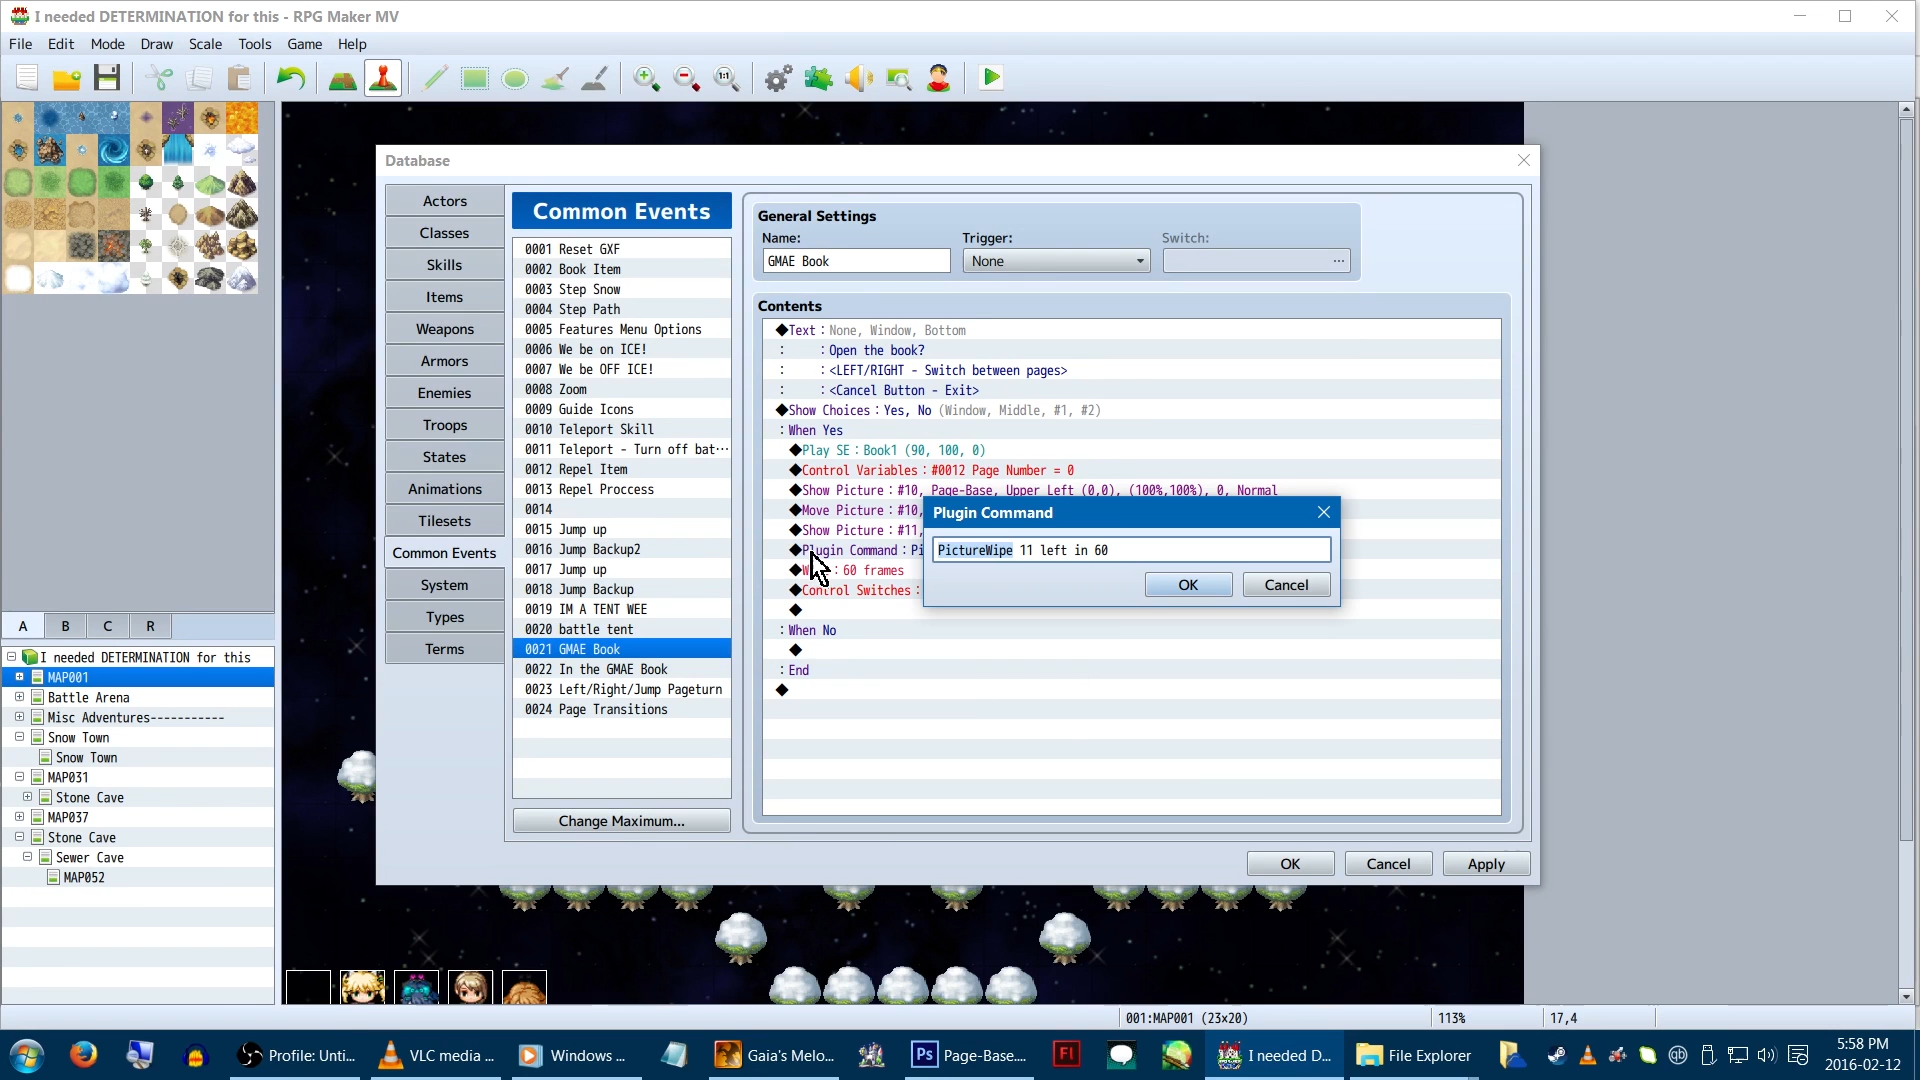 I needed DETERMINATION for this - RPG Maker MV
File Edit Mode Draw Scale Tools Game Help
1:1
Database
Actors
Classes
Skills
Items
Weapons
Armors
Enemies
Troops
States
Animations
Tilesets
Common Events
System
Types
Terms
Common Events
0001 Reset GXF
0002 Book Item
0003 Step Snow
0004 Step Path
0005 Features Menu Options
0006 We be on ICE!
0007 We be OFF ICE!
0008 Zoom
0009 Guide Icons
0010 Teleport Skill
0011 Teleport - Turn off bat···
0012 Repel Item
0013 Repel Proccess
0014
0015 Jump up
0016 Jump Backup2
0017 Jump up
0018 Jump Backup
0019 IM A TENT WEE
0020 battle tent
0021 GMAE Book
0022 In the GMAE Book
0023 Left/Right/Jump Pageturn
0024 Page Transitions
Change Maximum...
General Settings
Name: Trigger: Switch:
GMAE Book None ...
Contents
◆Text : None, Window, Bottom
: : Open the book?
: : <LEFT/RIGHT - Switch between pages>
: : <Cancel Button - Exit>
◆Show Choices : Yes, No (Window, Middle, #1, #2)
: When Yes
◆Play SE : Book1 (90, 100, 0)
◆Control Variables : #0012 Page Number = 0
◆Show Picture : #10, Page-Base, Upper Left (0,0), (100%,100%), 0, Normal
◆Move Picture : #10,
◆Show Picture : #11,
◆Plugin Command : Pi
◆W : 60 frames
◆Control Switches :
◆
: When No
◆
: End
◆
Plugin Command
PictureWipe 11 left in 60
OK Cancel
OK Cancel Apply
A B C R
I needed DETERMINATION for this
MAP001
Battle Arena
Misc Adventures-----------
Snow Town
Snow Town
MAP031
Stone Cave
MAP037
Stone Cave
Sewer Cave
MAP052
001:MAP001 (23x20) 113% 17,4
Profile: Unti... VLC media ... Windows ... Gaia's Melo... Ps Page-Base.... Fl I needed D... File Explorer qb
5:58 PM
2016-02-12